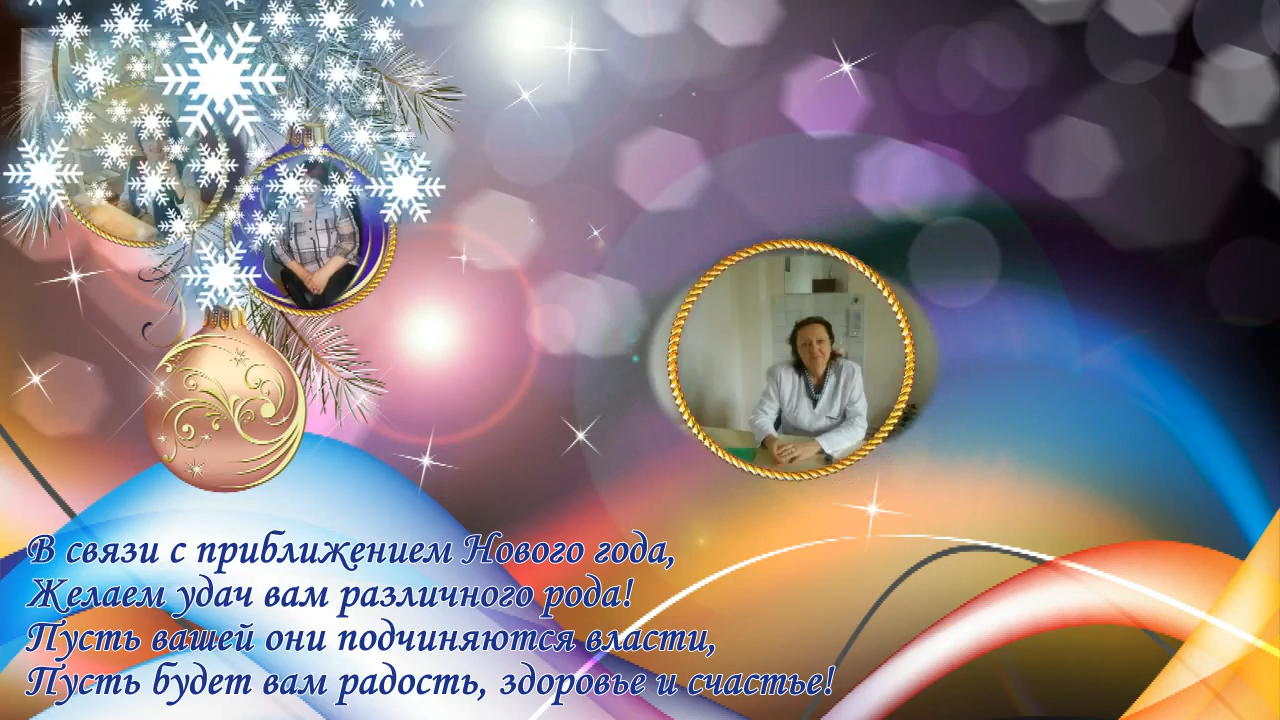 В связи с приближением Нового года,
Желаем удач вам различного рода!
Пусть вашей они подчиняются власти,
Пусть будет вам радость, здоровье и счастье!